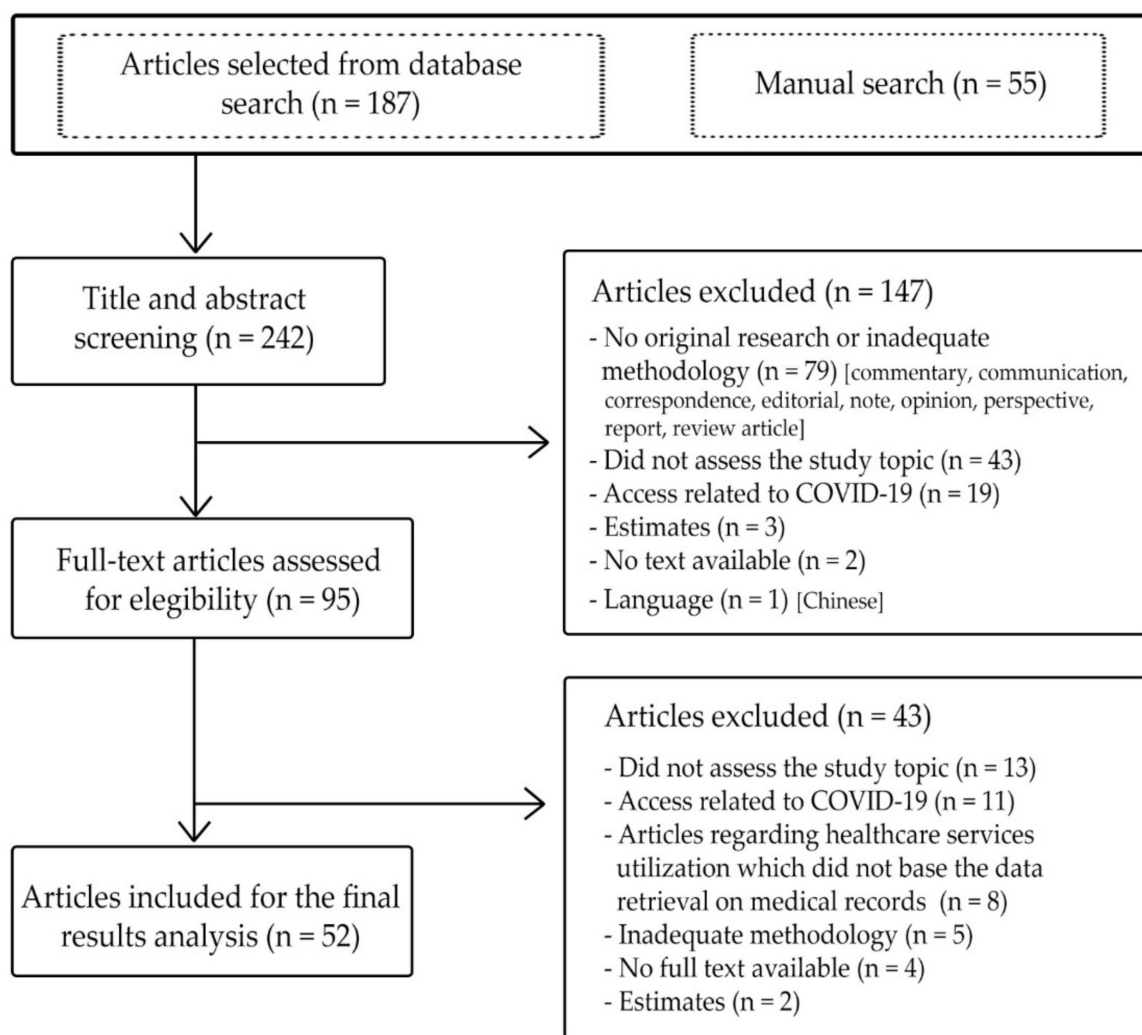 Articles selected from database
search (n = 187)
Manual search (n = 55)
Title and abstract
screening (n = 242)
Articles excluded (n = 147)
- No original research or inadequate
methodology (n = 79) [commentary, communication,
correspondence, editorial, note, opinion, perspective,
report, review article]
- Did not assess the study topic (n = 43)
- Access related to COVID-19 (n = 19)
- Estimates (n = 3)
- No text available (n = 2)
- Language (n = 1) [Chinese]
Full-text articles assessed
for elegibility (n = 95)
Articles excluded (n = 43)
- Did not assess the study topic (n = 13)
- Access related to COVID-19 (n = 11)
- Articles regarding healthcare services
utilization which did not base the data
retrieval on medical records (n = 8)
- Inadequate methodology (n = 5)
- No full text available (n = 4)
- Estimates (n = 2)
Articles included for the final
results analysis (n = 52)